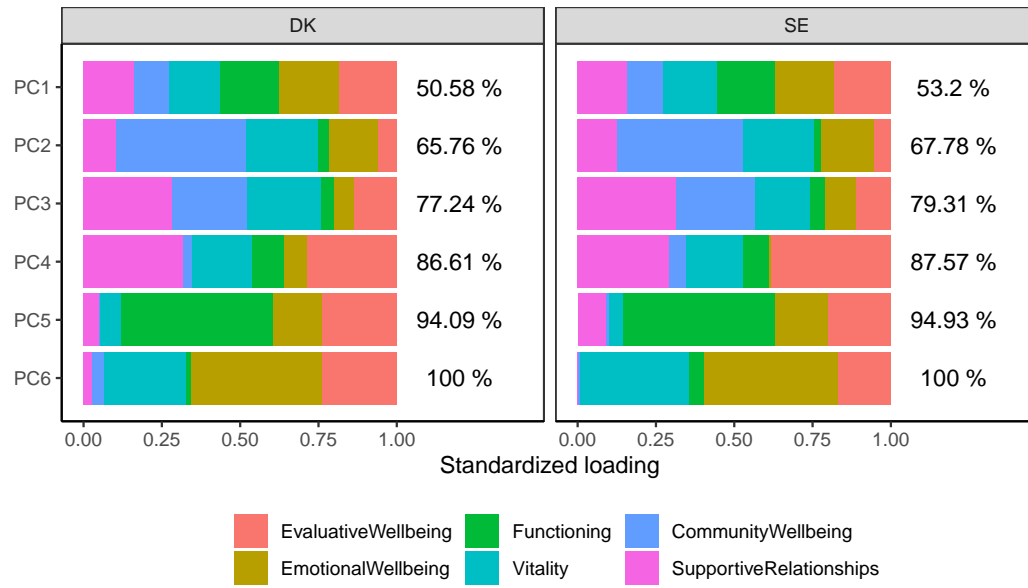 DK SE
PC1 50.58 % 53.2 %
PC2 65.76 % 67.78 %
PC3 77.24 % 79.31 %
PC4 86.61 % 87.57 %
PC5 94.09 % 94.93 %
PC6 100 % 100 %
0.00 0.25 0.50 0.75 1.00 0.00 0.25 0.50 0.75 1.00
Standardized loading
EvaluativeWellbeing Functioning CommunityWellbeing
EmotionalWellbeing Vitality SupportiveRelationships